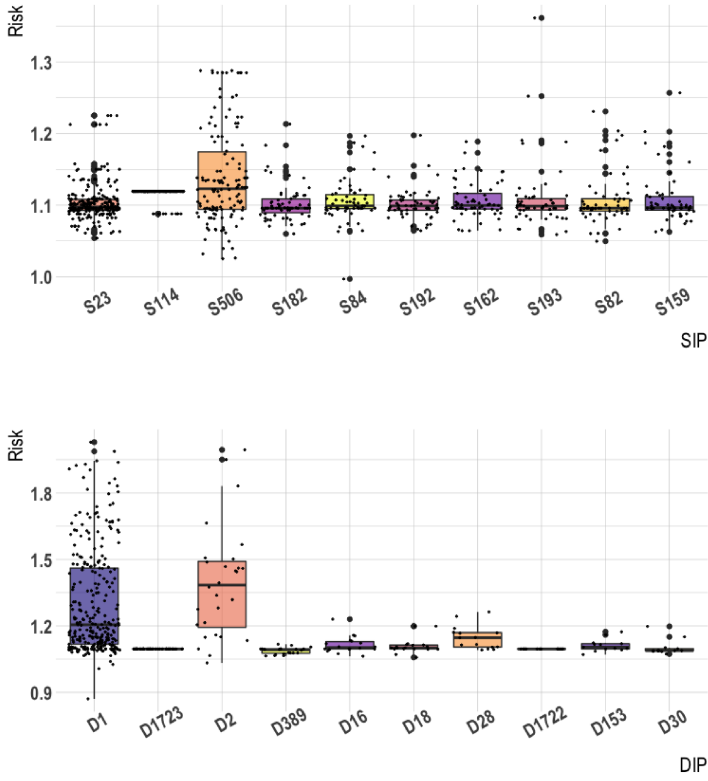 Risk
1.3
1.2
1.1
1.0
S23 S114 S506 S182 S84 S192 S162 S193 S82 S159
SIP
Risk
1.8
1.5
1.2
0.9
D1 D1723 D2 D389 D16 D18 D28 D1722 D153 D30
DIP